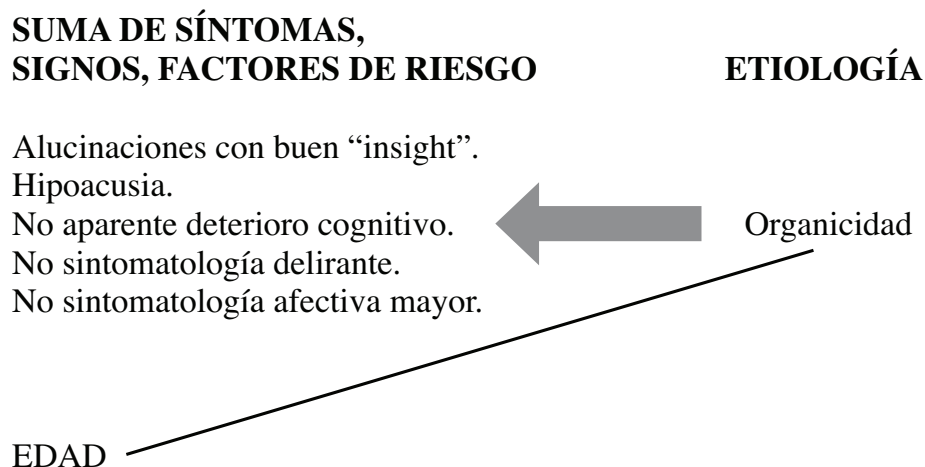 SUMA DE SÍNTOMAS,
SIGNOS, FACTORES DE RIESGO ETIOLOGÍA
Alucinaciones con buen “insight”.
Hipoacusia.
No aparente deterioro cognitivo. Organicidad
No sintomatología delirante.
No sintomatología afectiva mayor.
EDAD